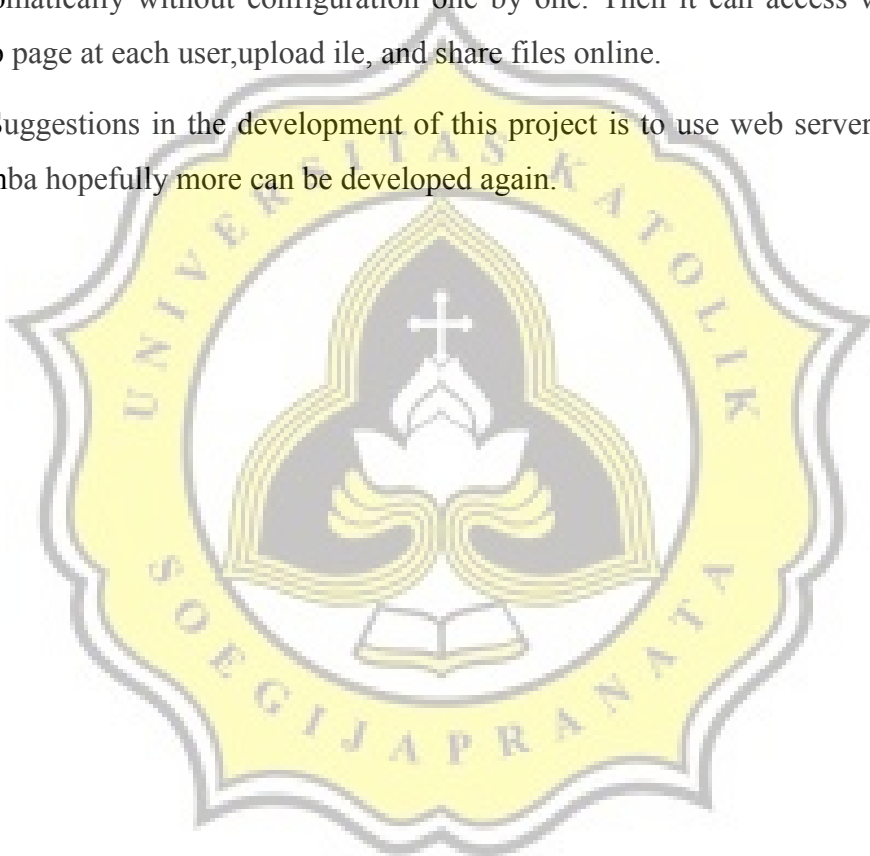 without configuration one by one. Then it can access
page at each user,upload ile, and share files online.
Suggestions in the development of this project is to use web server
hopefully more can be developed again.
UNIVERSITAS KATOLIK
SOEGIJAPRANATA